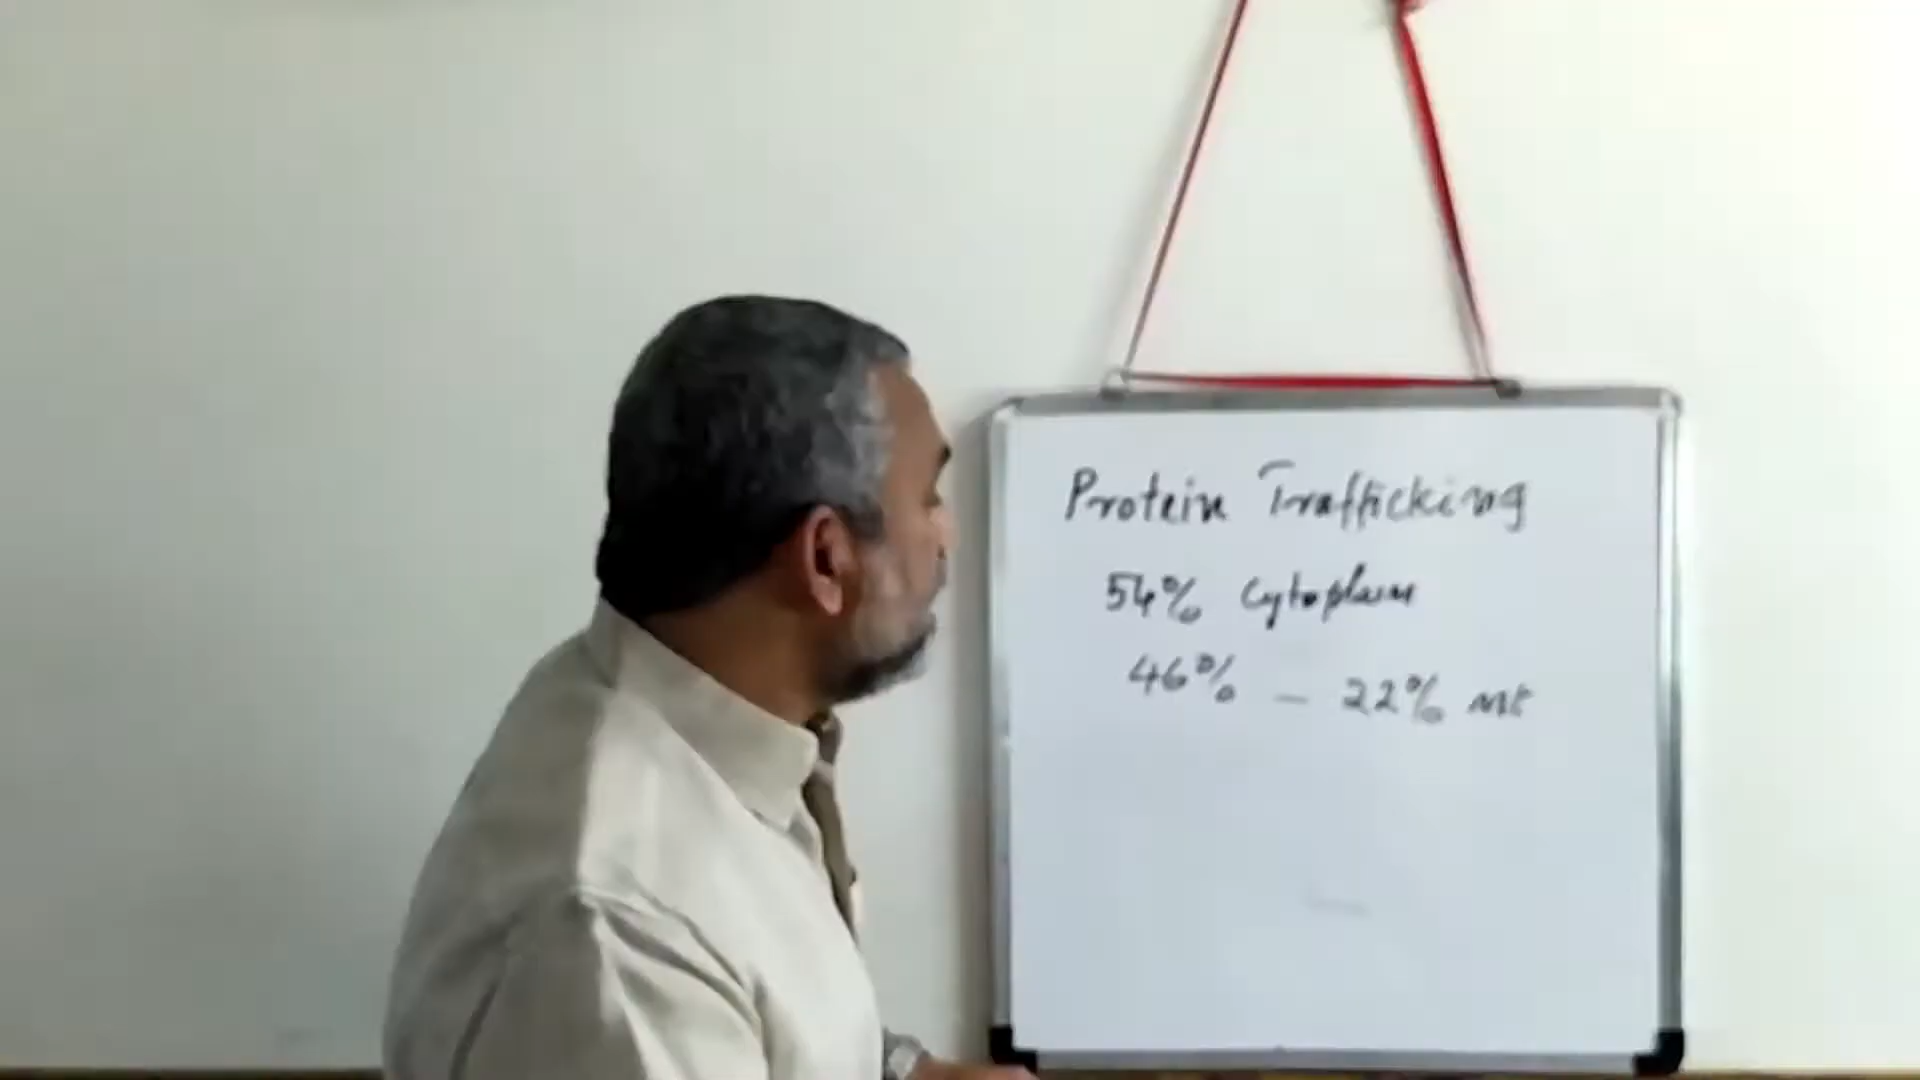 Protein Trafficking
54% Cytoplasm
46% - 22% mt